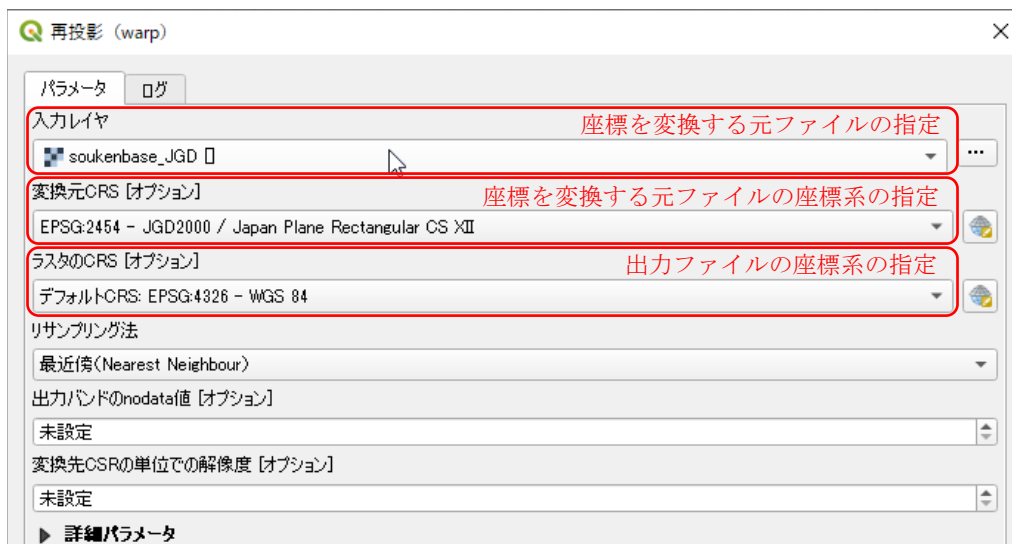 再投影 (warp)
パラメータ ログ
入力レイヤ 座標を変換する元ファイルの指定
soukenbase_JGD [] ...
変換元CRS [オプション] 座標を変換する元ファイルの座標系の指定
EPSG:2454 - JGD2000 / Japan Plane Rectangular CS XII
ラスタのCRS [オプション] 出力ファイルの座標系の指定
デフォルトCRS: EPSG:4326 - WGS 84
リサンプリング法
最近傍(Nearest Neighbour)
出力バンドのnodata値 [オプション]
未設定
変換先CSRの単位での解像度 [オプション]
未設定
詳細パラメータ